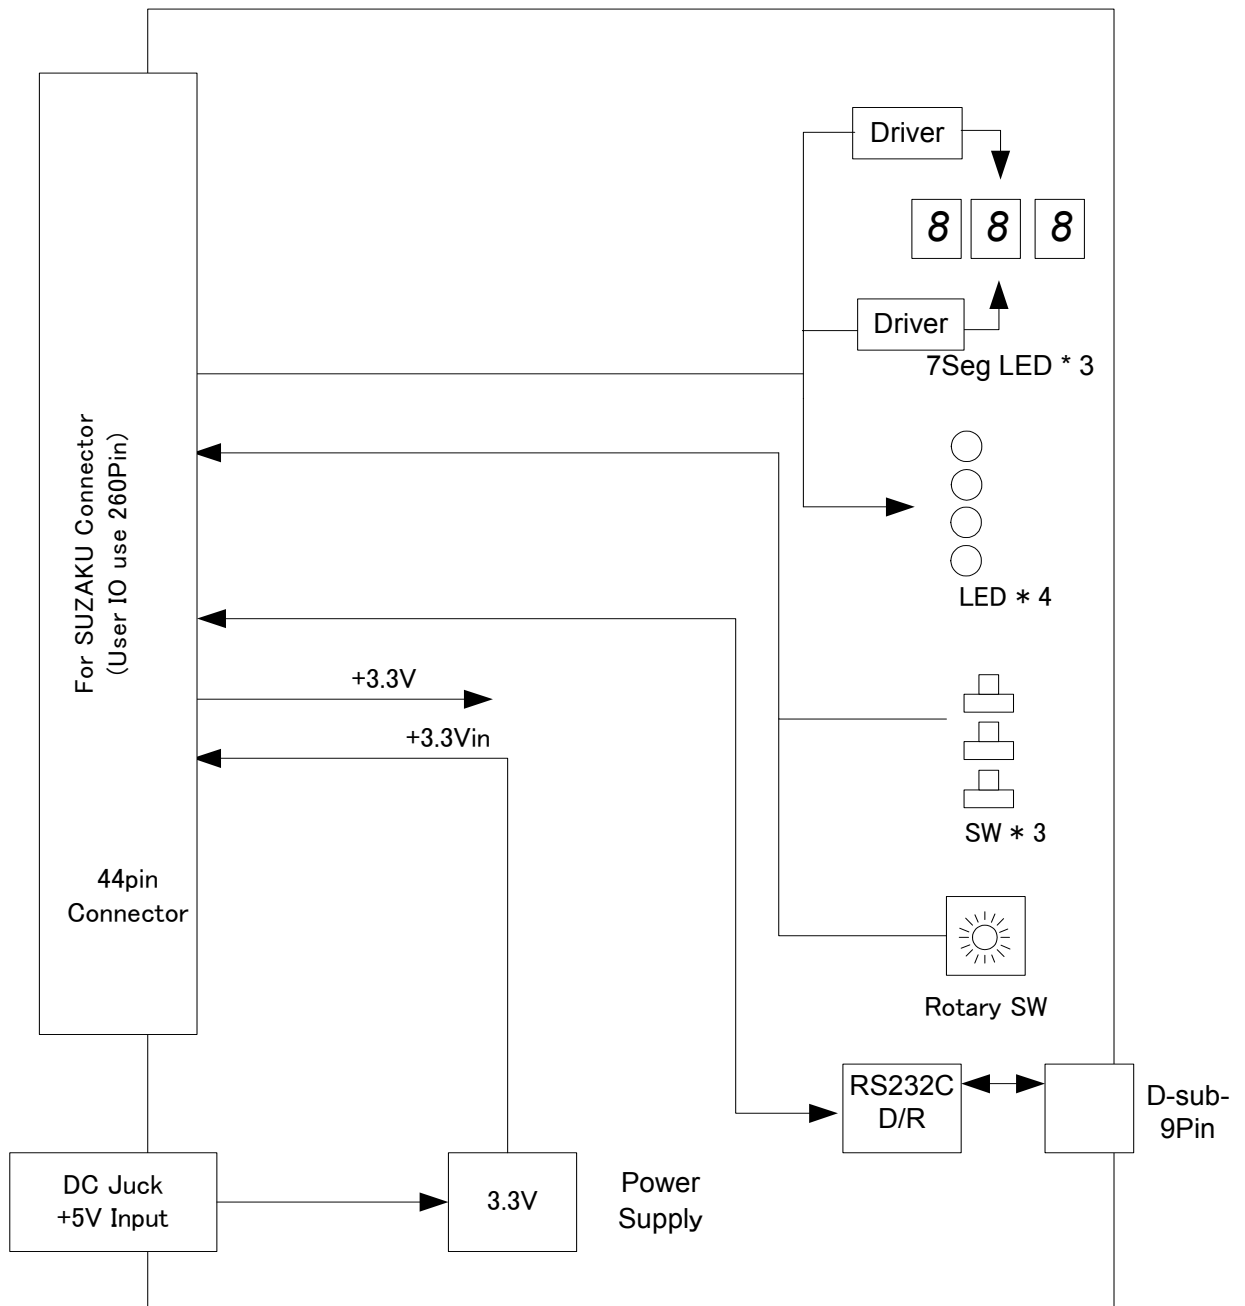 Driver
8 8 8
Driver
7Seg LED * 3
For SUZAKU Connector
(User IO use 260Pin)
LED * 4
+3.3V
+3.3Vin
SW * 3
44pin
Connector
Rotary SW
RS232C
D/R
D-sub-
9Pin
DC Juck
+5V Input
3.3V
Power
Supply